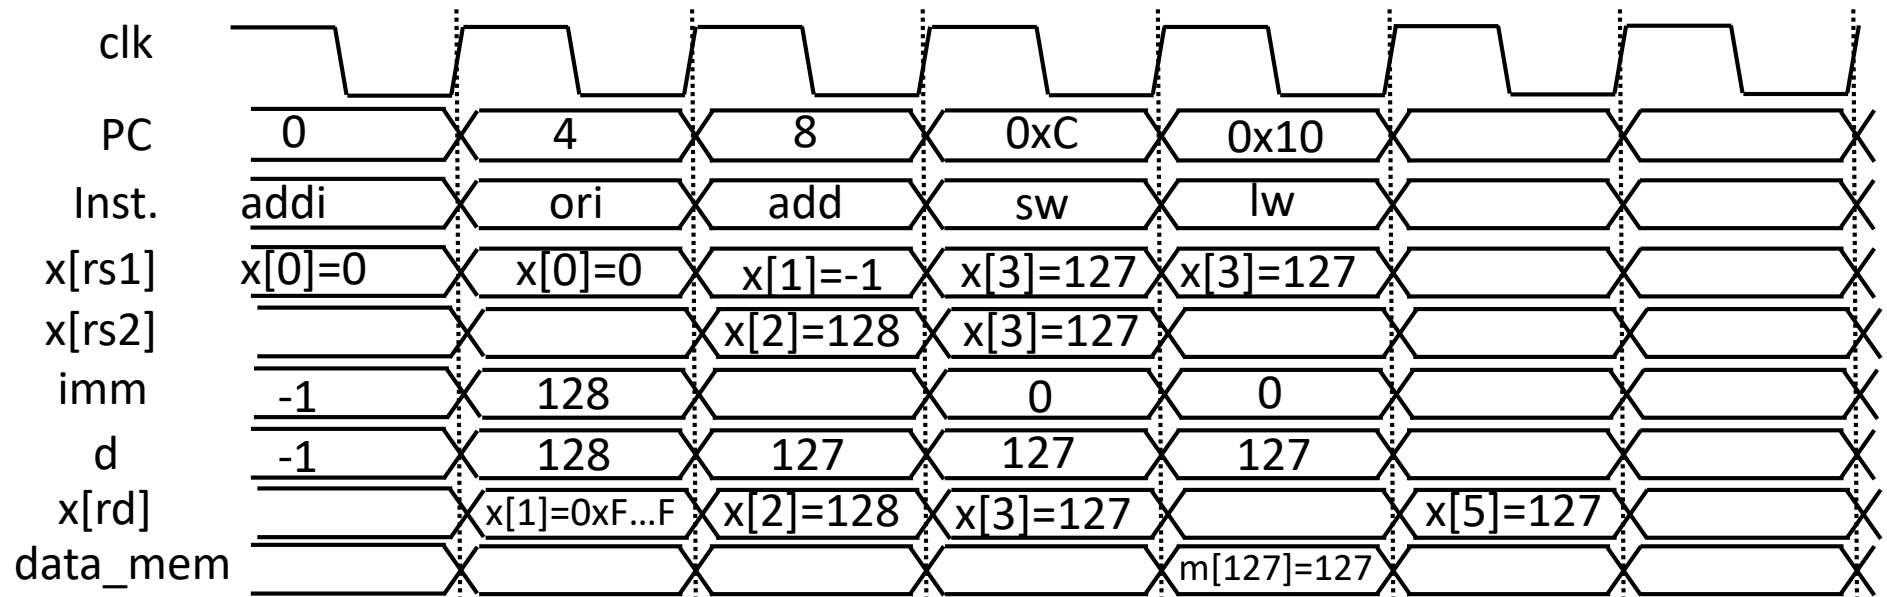 clk
PC 0 4 8 0xC 0x10
Inst. addi ori add sw lw
x[rs1] x[0]=0 x[0]=0 x[1]=-1 x[3]=127 x[3]=127
x[rs2] x[2]=128 x[3]=127
imm -1 128 0 0
d -1 128 127 127 127
x[rd] x[1]=0xF...F x[2]=128 x[3]=127 x[5]=127
data_mem m[127]=127